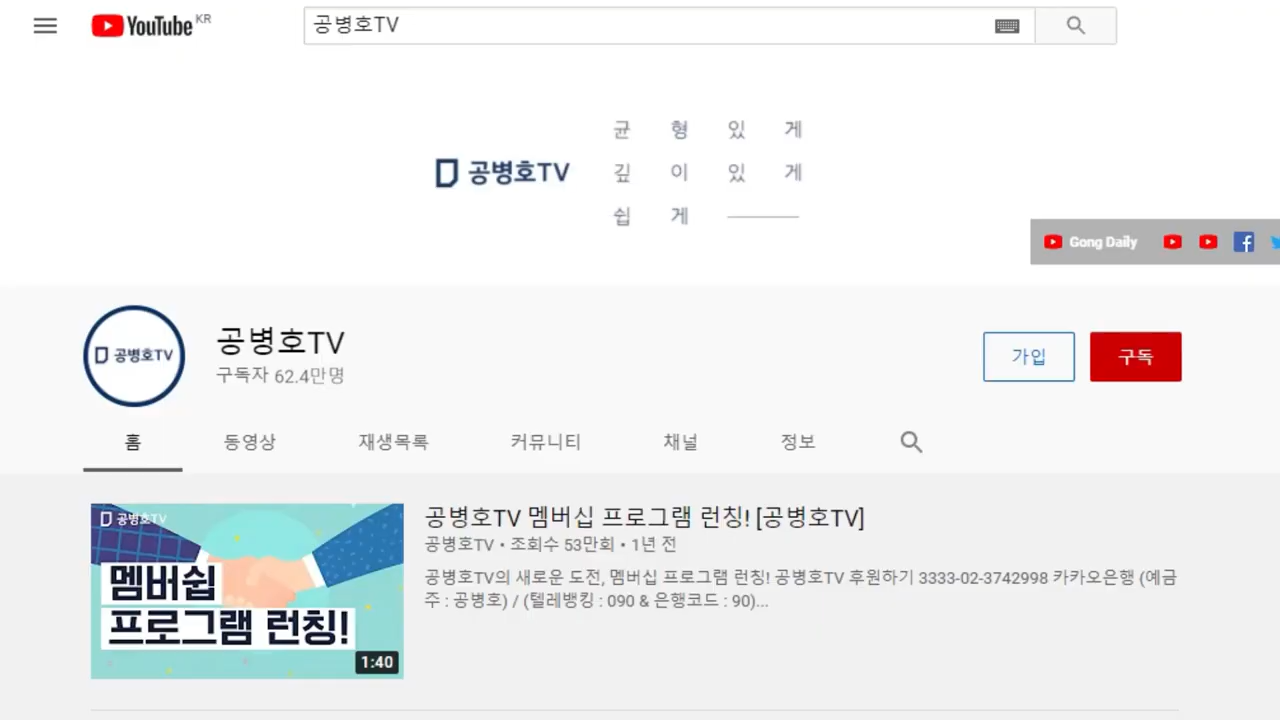 YouTube KR
공병호TV
공병호TV
균 형 있 게
깊 이 있 게
쉽 게
Gong Daily
공병호TV
공병호TV
구독자 62.4만명
가입
구독
홈
동영상
재생목록
커뮤니티
채널
정보
공병호TV
멤버쉽
프로그램 런칭!
1:40
공병호TV 멤버십 프로그램 런칭! [공병호TV]
공병호TV • 조회수 53만회 • 1년 전
공병호TV의 새로운 도전, 멤버십 프로그램 런칭! 공병호TV 후원하기 3333-02-3742998 카카오은행 (예금
주 : 공병호) / (텔레뱅킹 : 090 & 은행코드 : 90)...